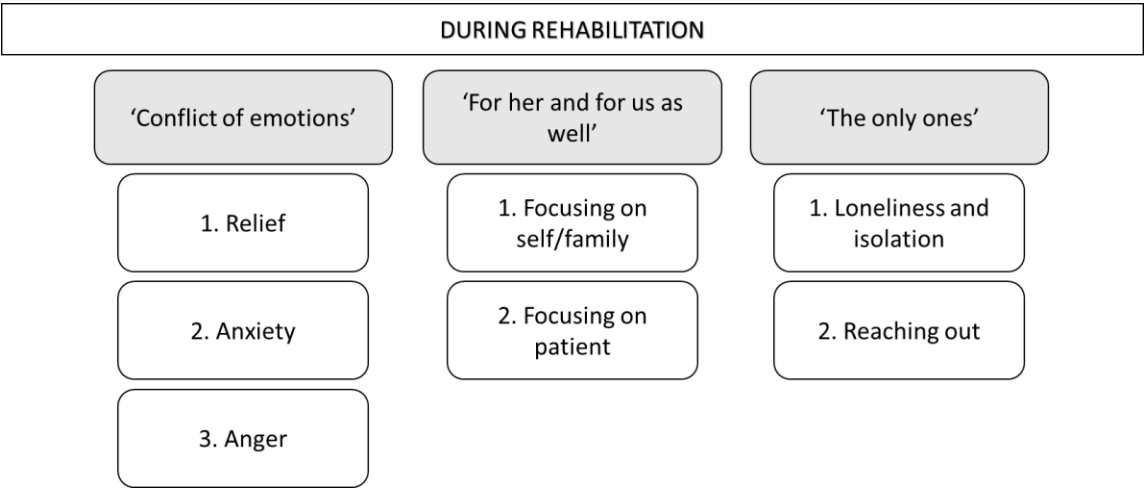 DURING REHABILITATION
‘Conflict of emotions’
1. Relief
2. Anxiety
3. Anger
‘For her and for us as
well’
1. Focusing on
self/family
2. Focusing on
patient
‘The only ones’
1. Loneliness and
isolation
2. Reaching out